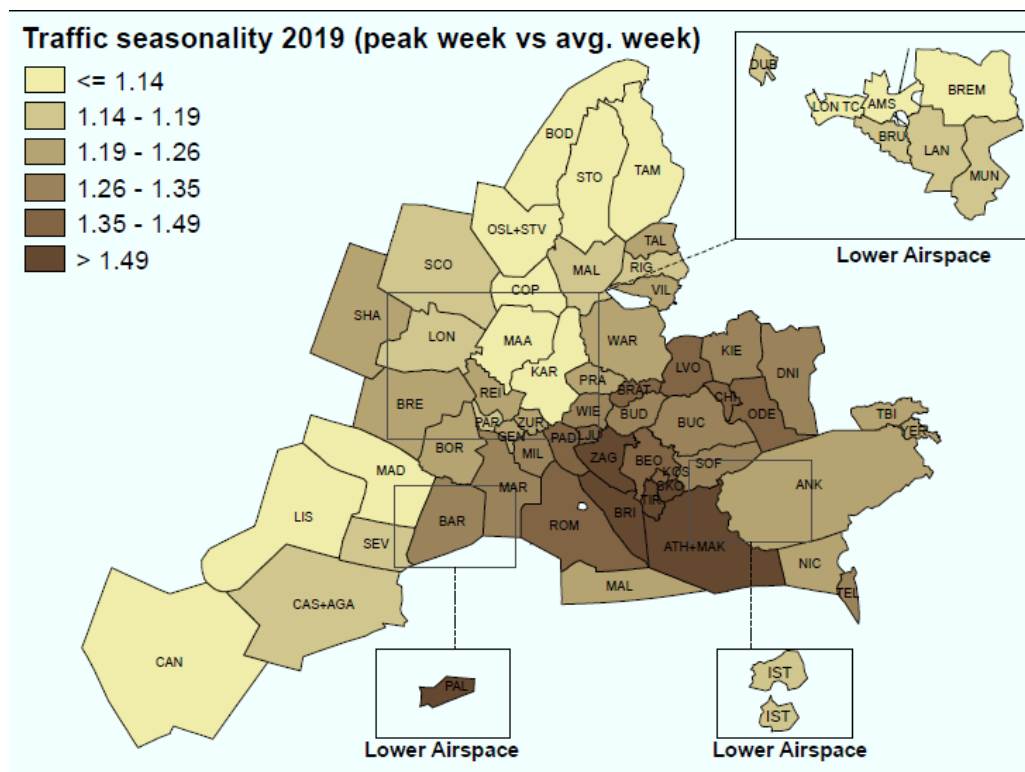 Traffic seasonality 2019 (peak week vs avg. week)
<= 1.14
1.14 - 1.19
1.19 - 1.26
1.26 - 1.35
1.35 - 1.49
> 1.49
DUB
LON TC
AMS
BREM
BRU
LAN
MUN
Lower Airspace
BOD
STO
TAM
OSL+STV
TAL
SCO
MAL
RIG
COP
VIL
SHA
LON
MAA
WAR
KIE
LVO
KAR
DNI
PRA
REI
BRAT
CHI
BRE
WIE
BUD
ODE
TBI
PAR
ZUR
BUC
YER
GEN
LJU
PAD
BOR
MIL
ZAG
BEO
SOF
MAD
KOS
MAR
SKO
ANK
TIR
LIS
BAR
ROM
BRI
SEV
ATH+MAK
NIC
MAL
TEL
CAS+AGA
CAN
PAL
Lower Airspace
IST
IST
Lower Airspace